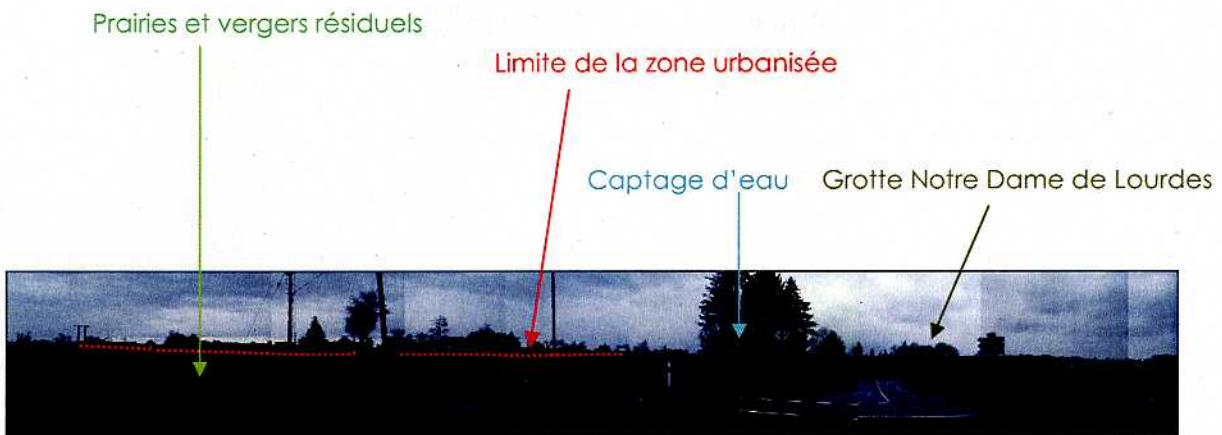 Prairies et vergers résiduels
Limite de la zone urbanisée
Captage d'eau
Grotte Notre Dame de Lourdes